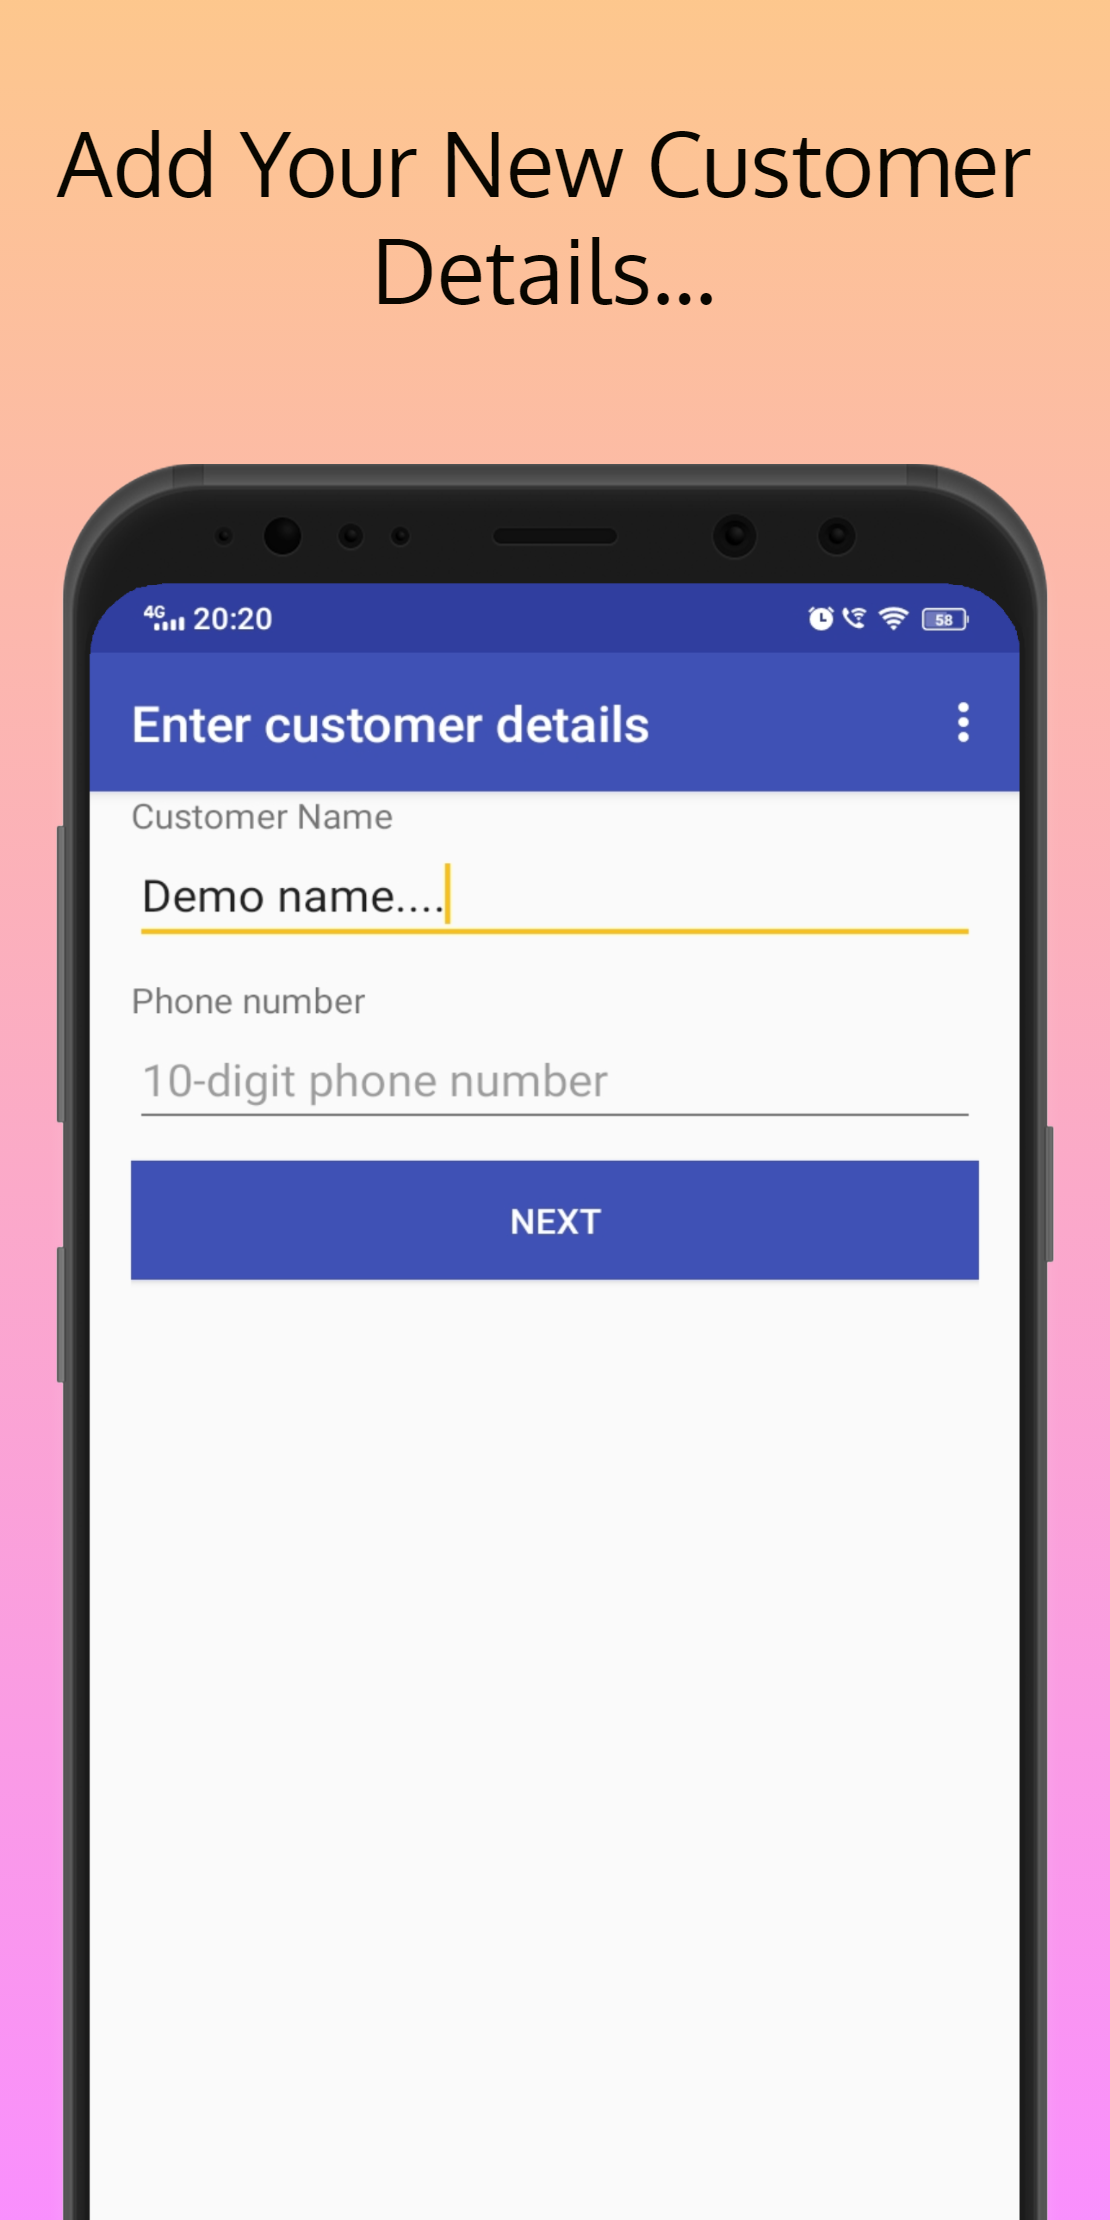 Add Your New Customer
Details...
4G 20:20 58
Enter customer details
Customer Name
Demo name....
Phone number
10-digit phone number
NEXT